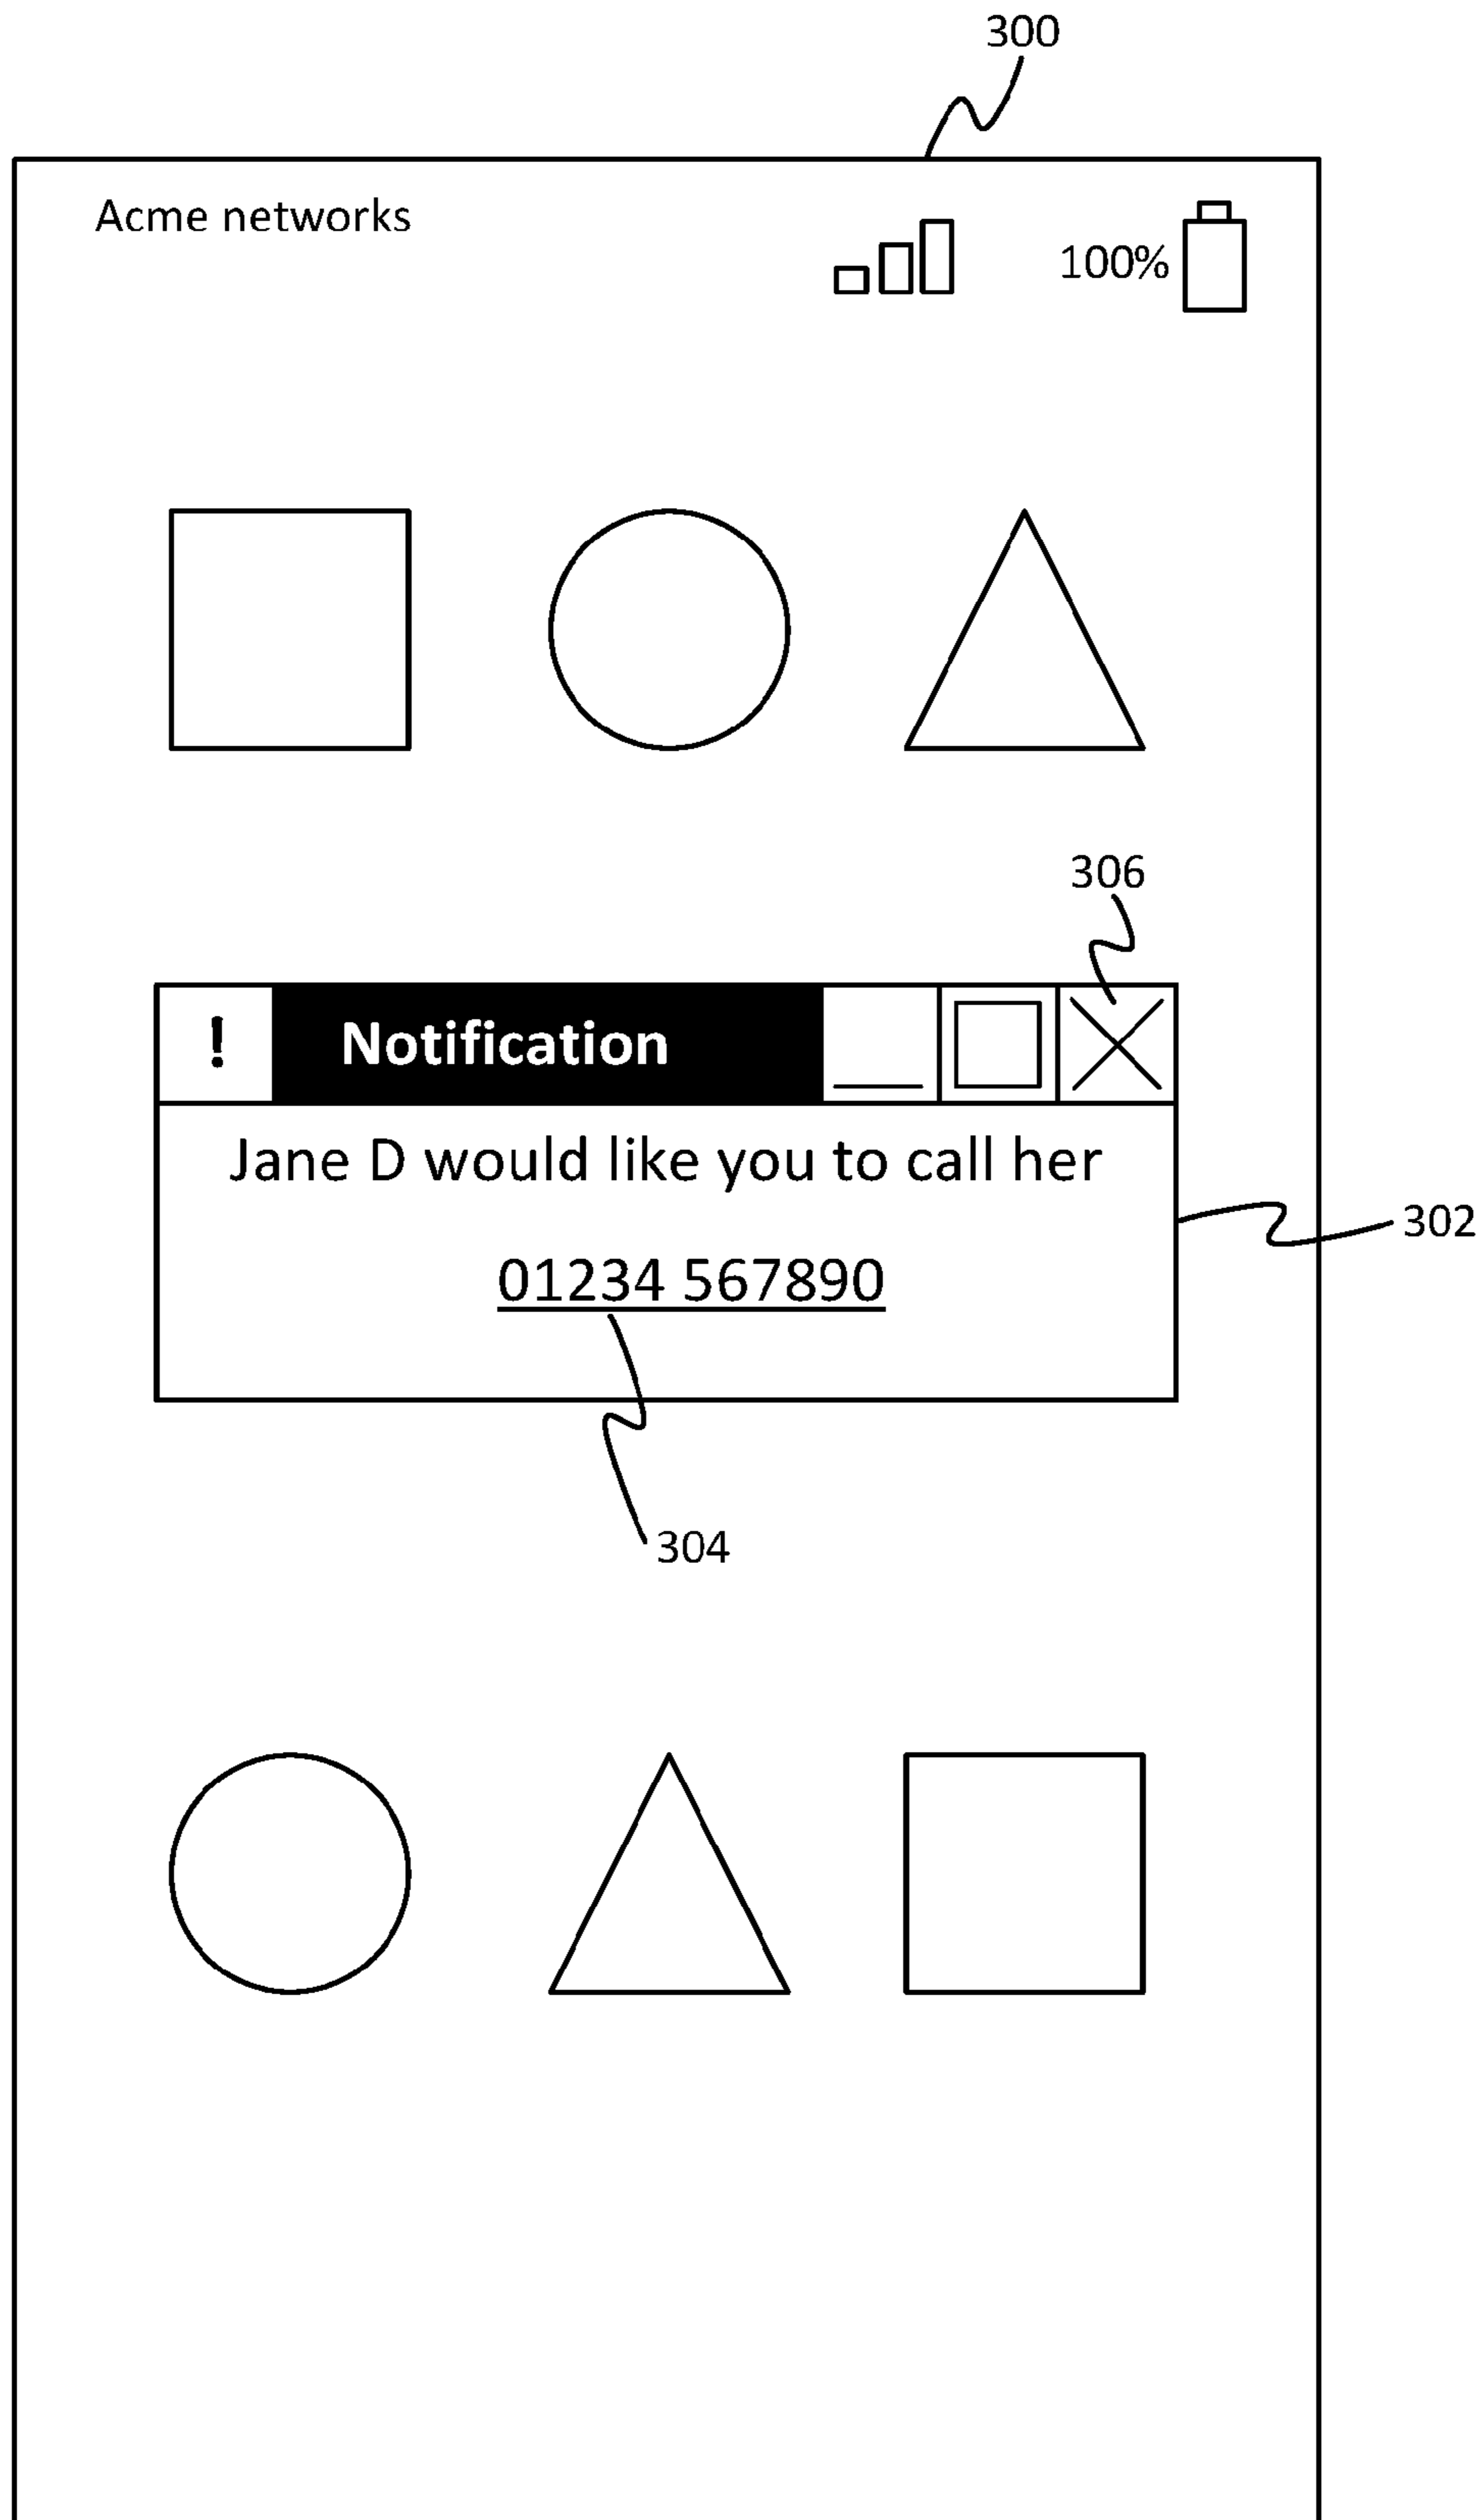 300
Acme networks
100%
306
! Notification
Jane D would like you to call her
302
01234 567890
304